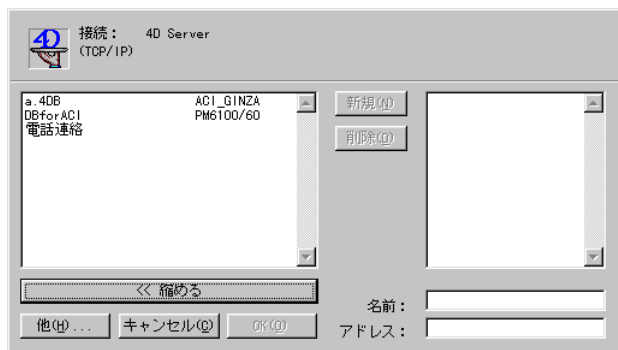 4D
接続： 4D Server
(TCP/IP)
a.4DB ACI_GINZA
DBforACI PM6100/60
電話連絡
新規(N)
削除(D)
<< 縮める
名前：
他(H)... キャンセル(C) OK(O)
アドレス：